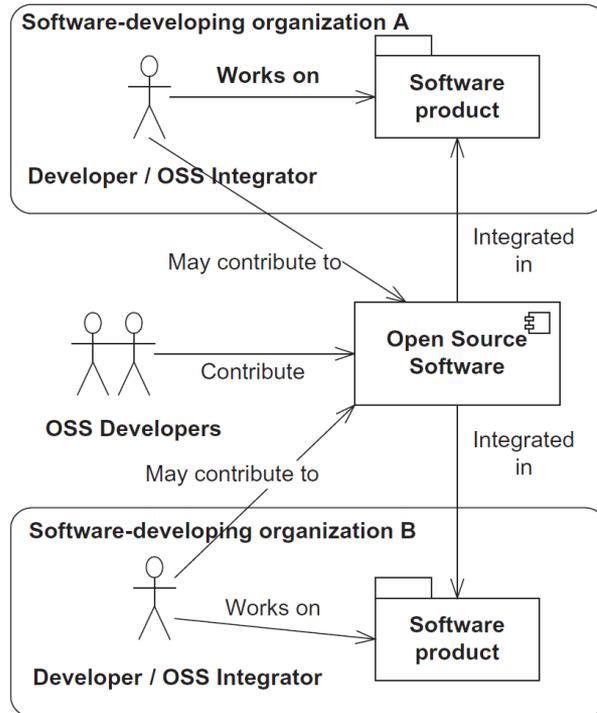 Software-developing organization A
Works on
Software
product
Developer / OSS Integrator
May contribute to
Integrated
in
Open Source
Software
Contribute
OSS Developers
Integrated
in
May contribute to
Software-developing organization B
Works on
Software
product
Developer / OSS Integrator